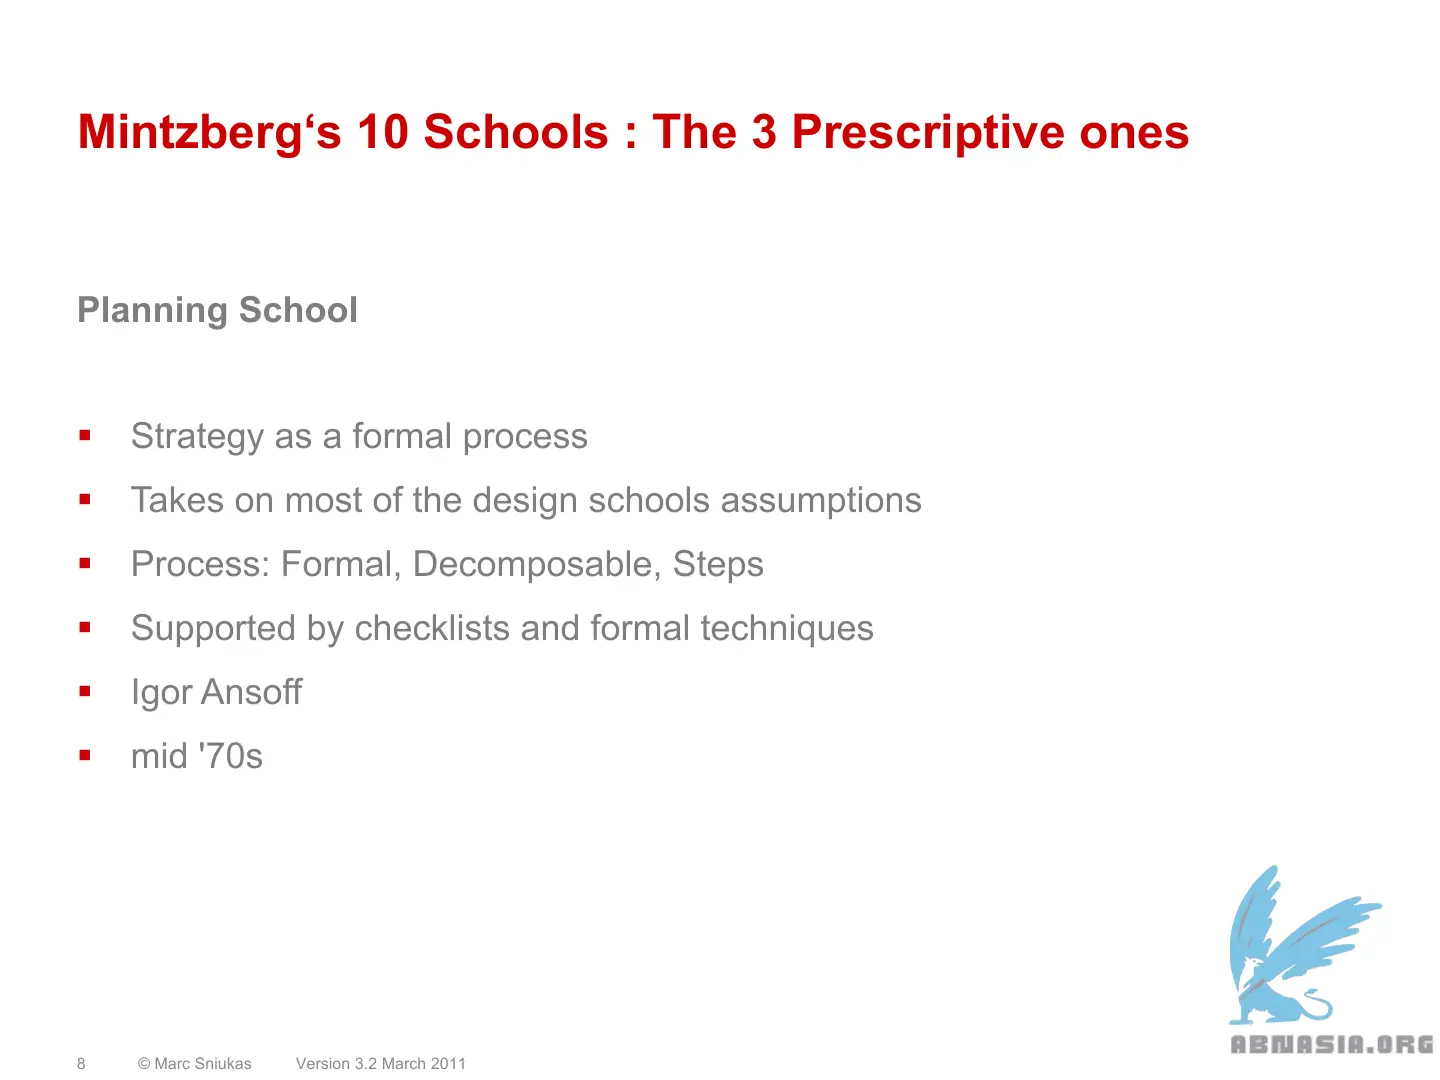 Mintzberg‘s 10 Schools : The 3 Prescriptive ones
Planning School
▪ Strategy as a formal process
▪ Takes on most of the design schools assumptions
▪ Process: Formal, Decomposable, Steps
▪ Supported by checklists and formal techniques
▪ Igor Ansoff
▪ mid '70s
ABNASIA.ORG
8 © Marc Sniukas Version 3.2 March 2011